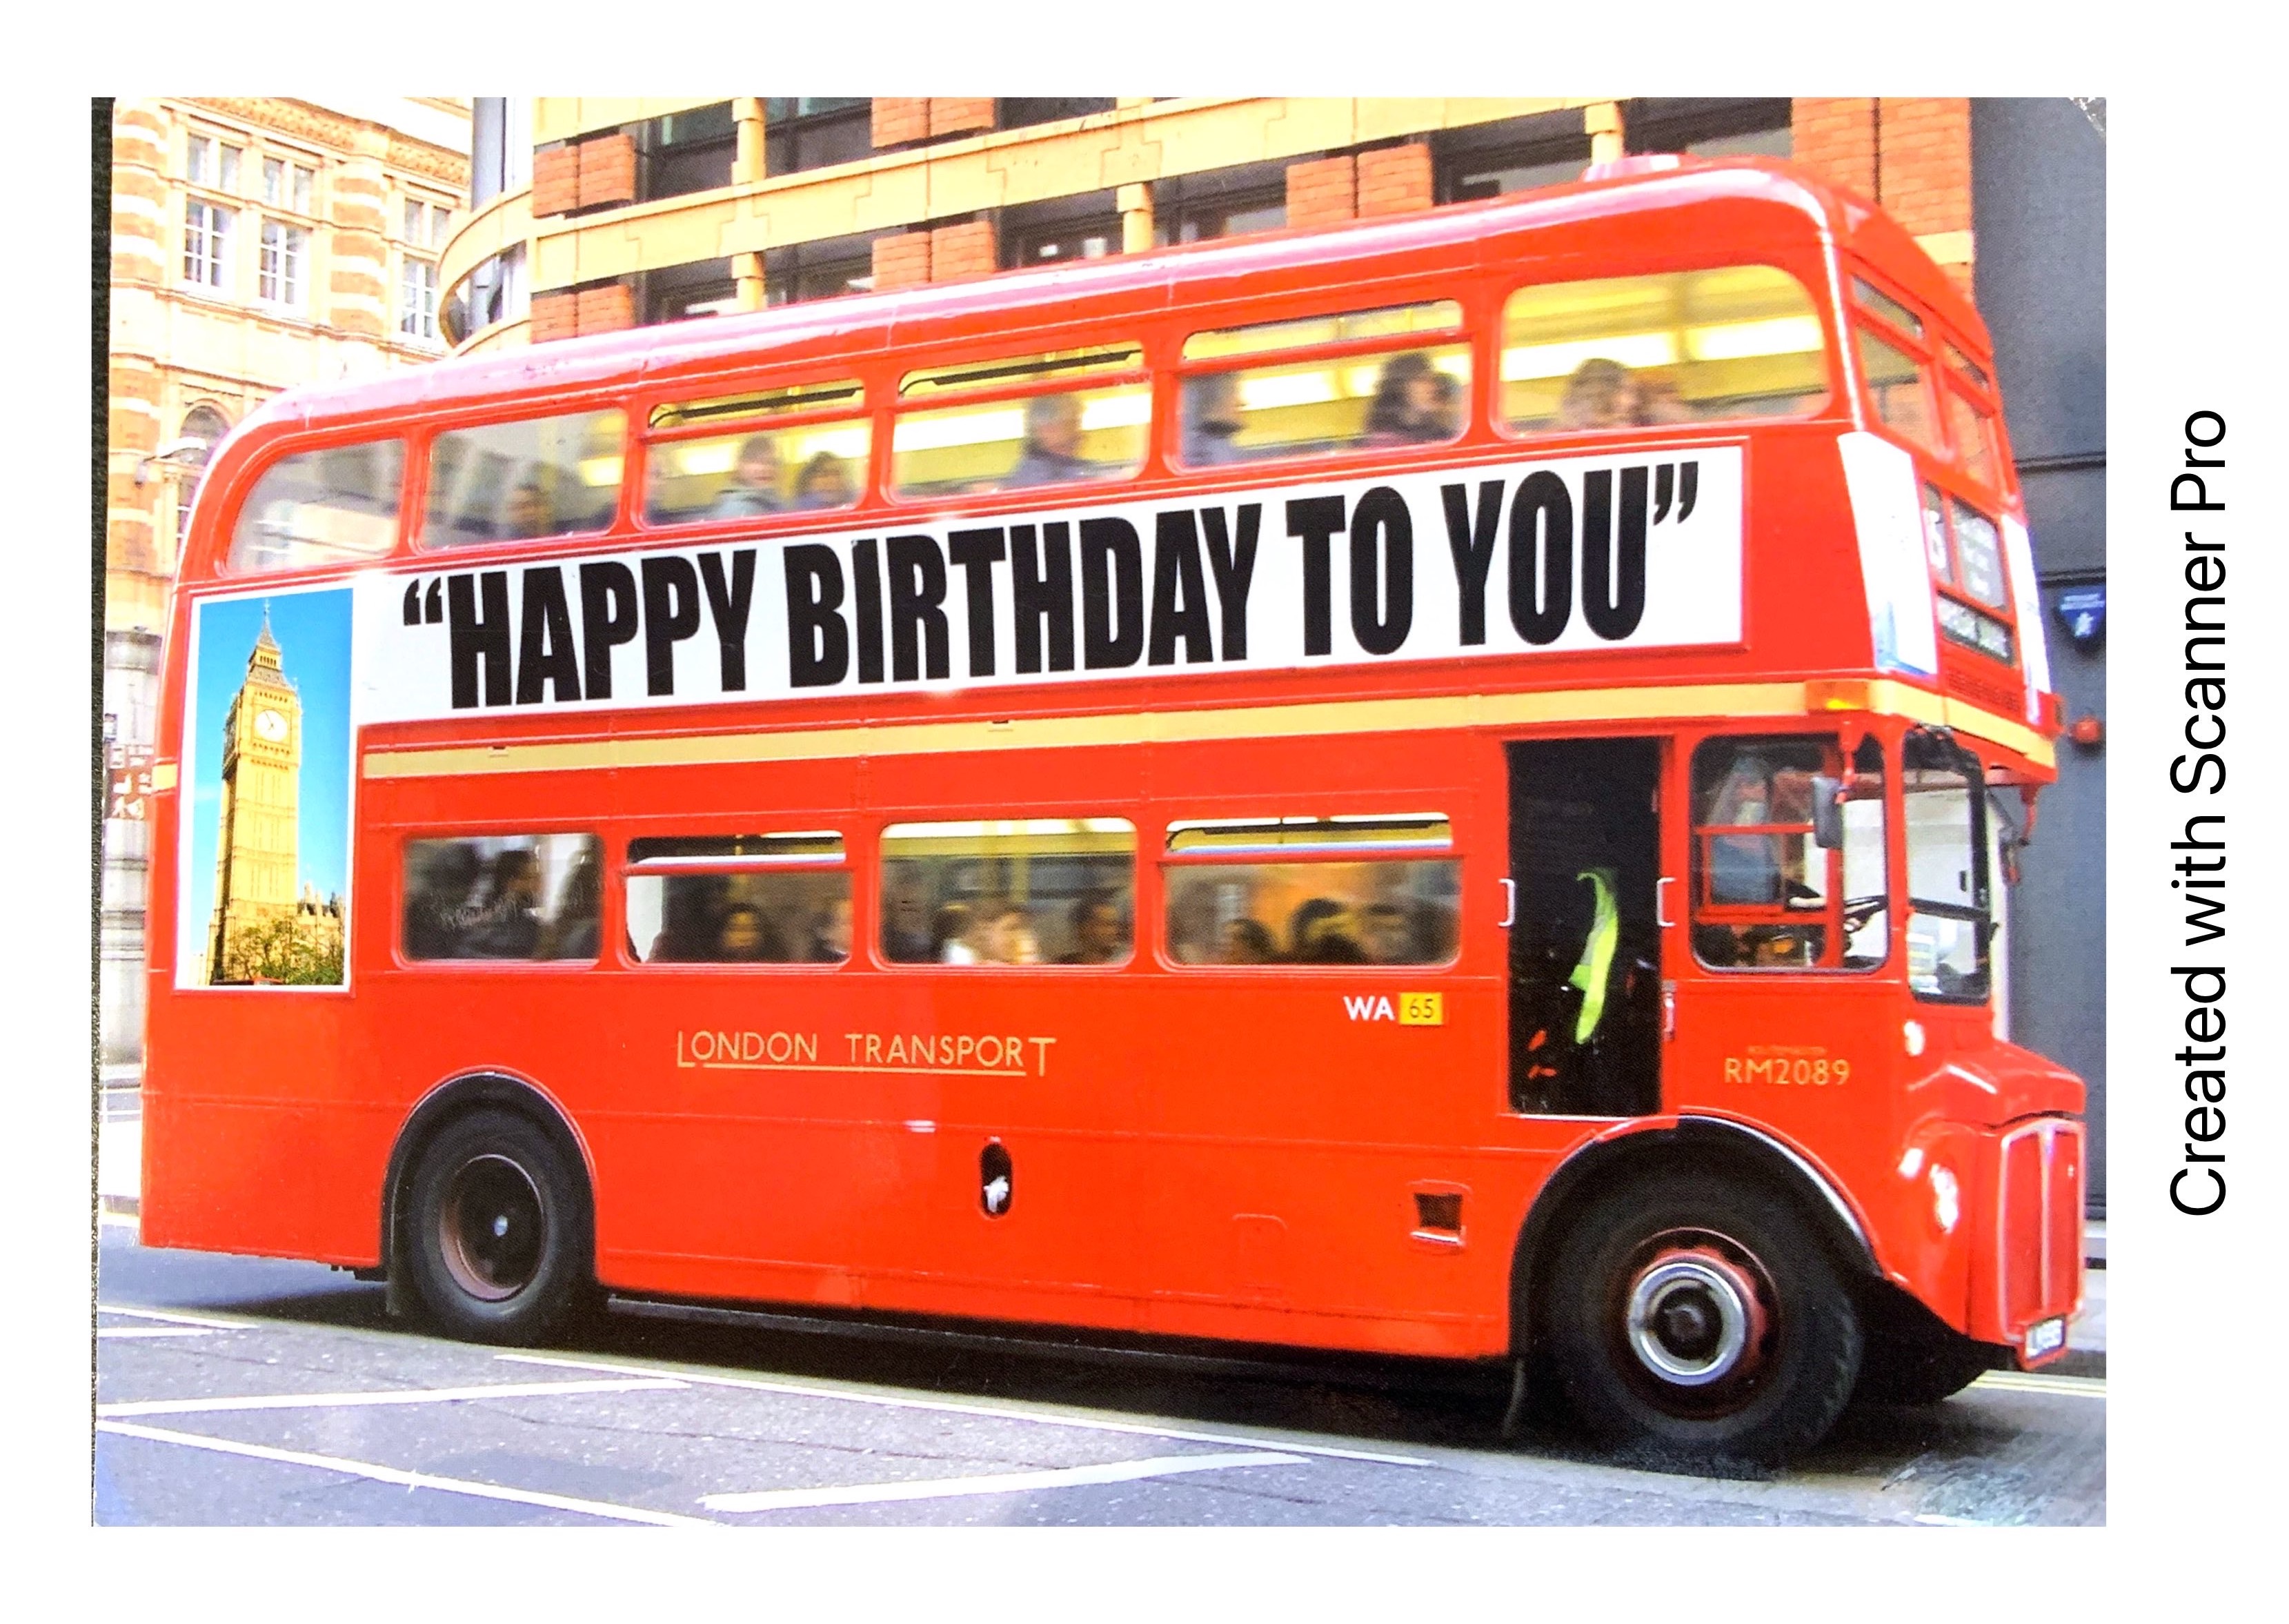 “HAPPY BIRTHDAY TO YOU”
WA 65
LONDON TRANSPORT
RM2089
Created with Scanner Pro